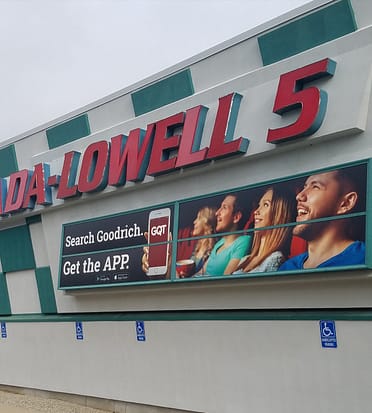 DA-LOWELL 5
Search Goodrich.
GQT
Get the APP.